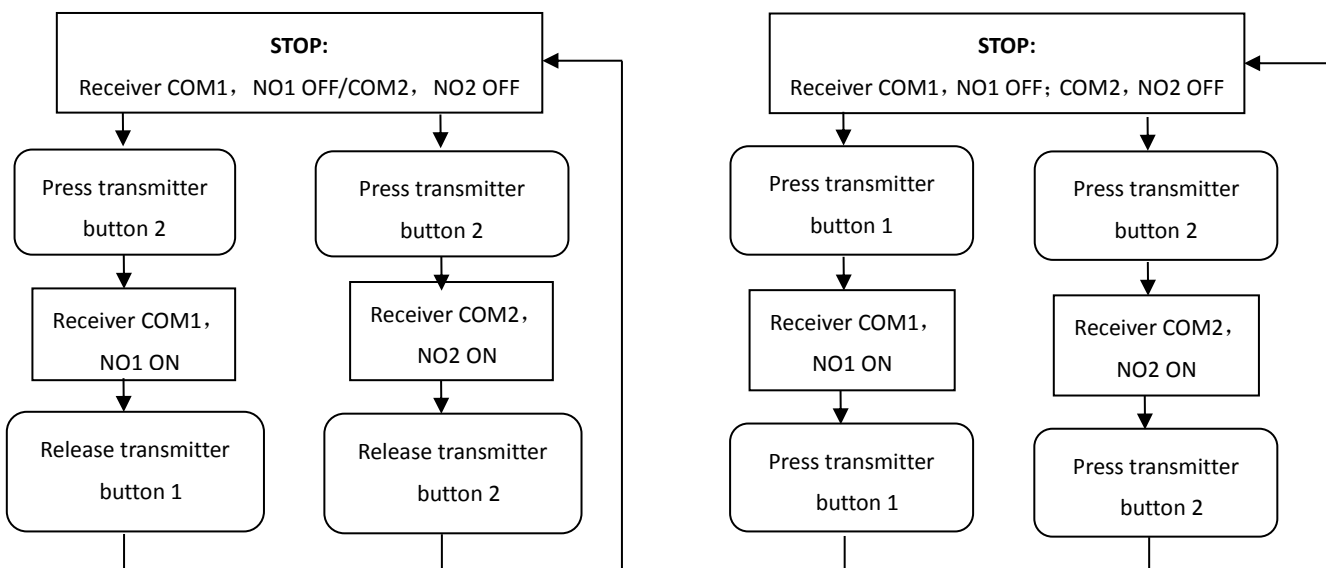 STOP:
Receiver COM1，NO1 OFF/COM2，NO2 OFF
Press transmitter
button 2
Press transmitter
button 2
Receiver COM1，
NO1 ON
Receiver COM2，
NO2 ON
Release transmitter
button 1
Release transmitter
button 2
STOP:
Receiver COM1，NO1 OFF；COM2，NO2 OFF
Press transmitter
button 1
Press transmitter
button 2
Receiver COM1，
NO1 ON
Receiver COM2，
NO2 ON
Press transmitter
button 1
Press transmitter
button 2